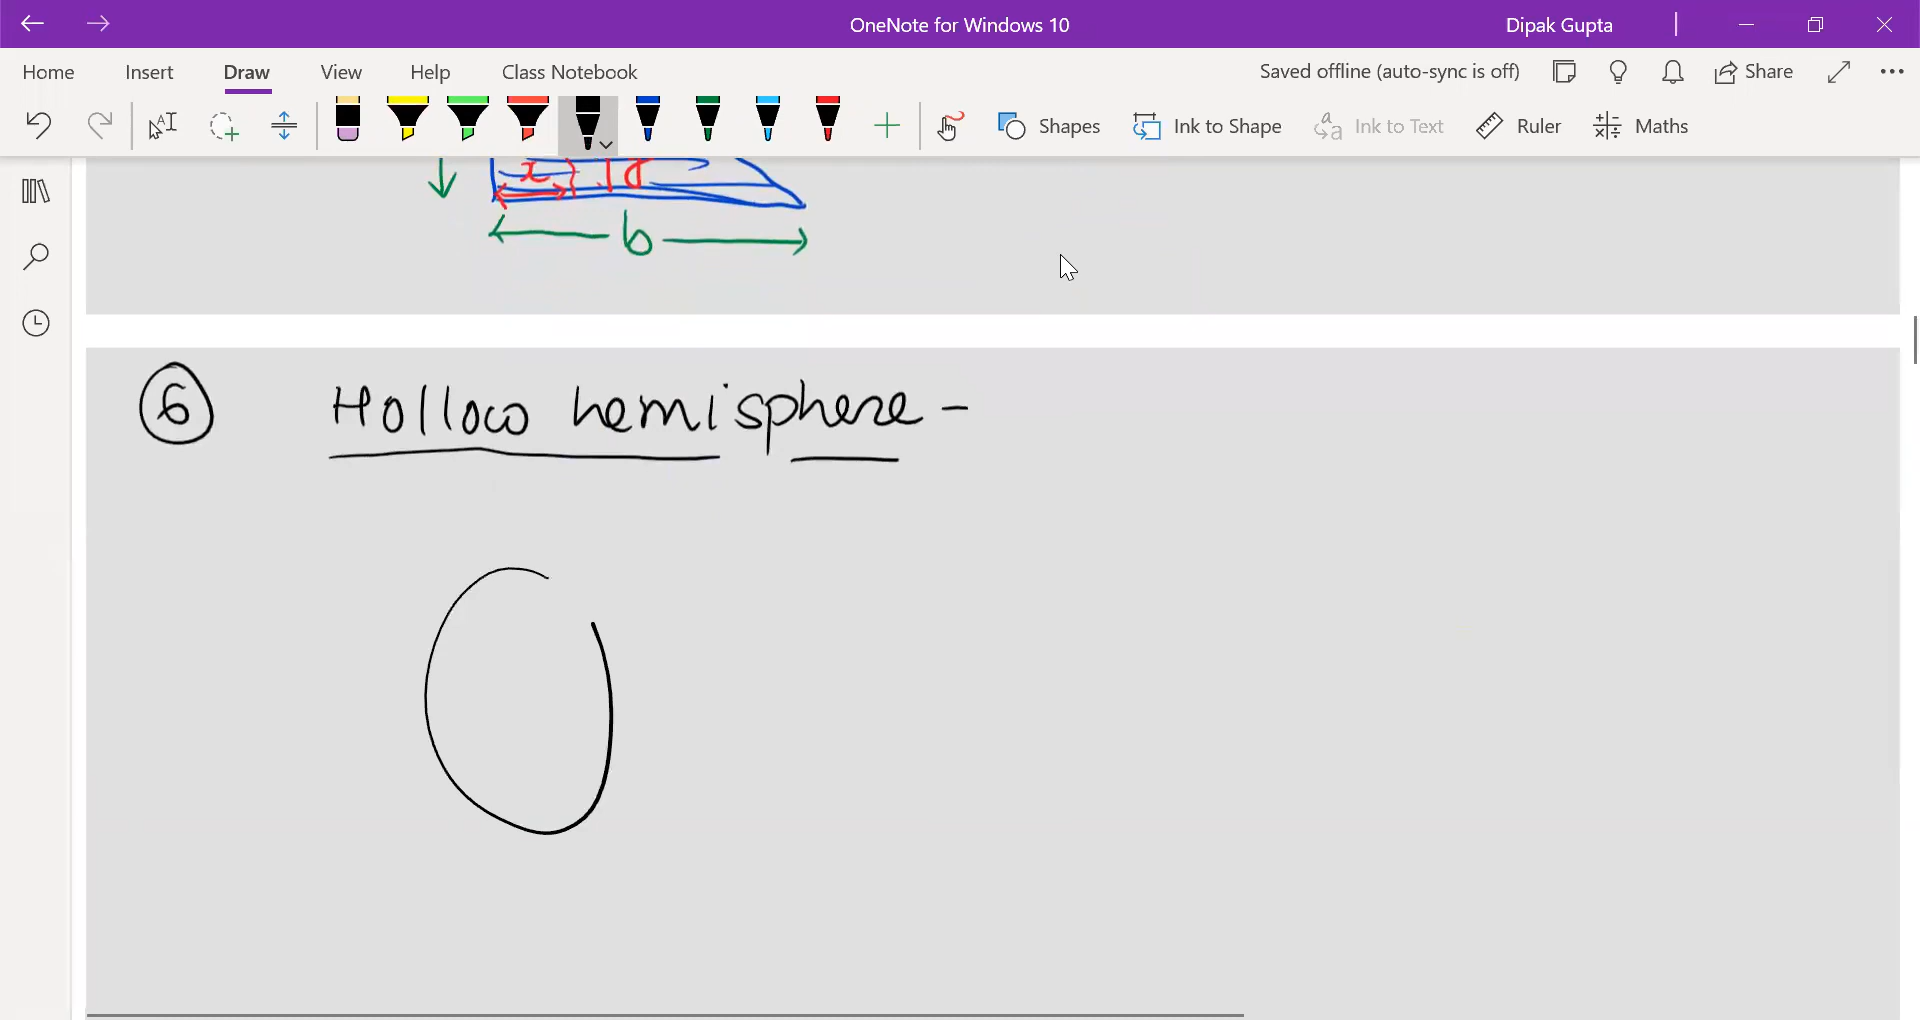 OneNote for Windows 10
Dipak Gupta
Home Insert Draw View Help Class Notebook
Saved offline (auto-sync is off)
Share
Shapes
Ink to Shape
Ink to Text
Ruler
Maths
x
b
6 Hollow hemisphere -